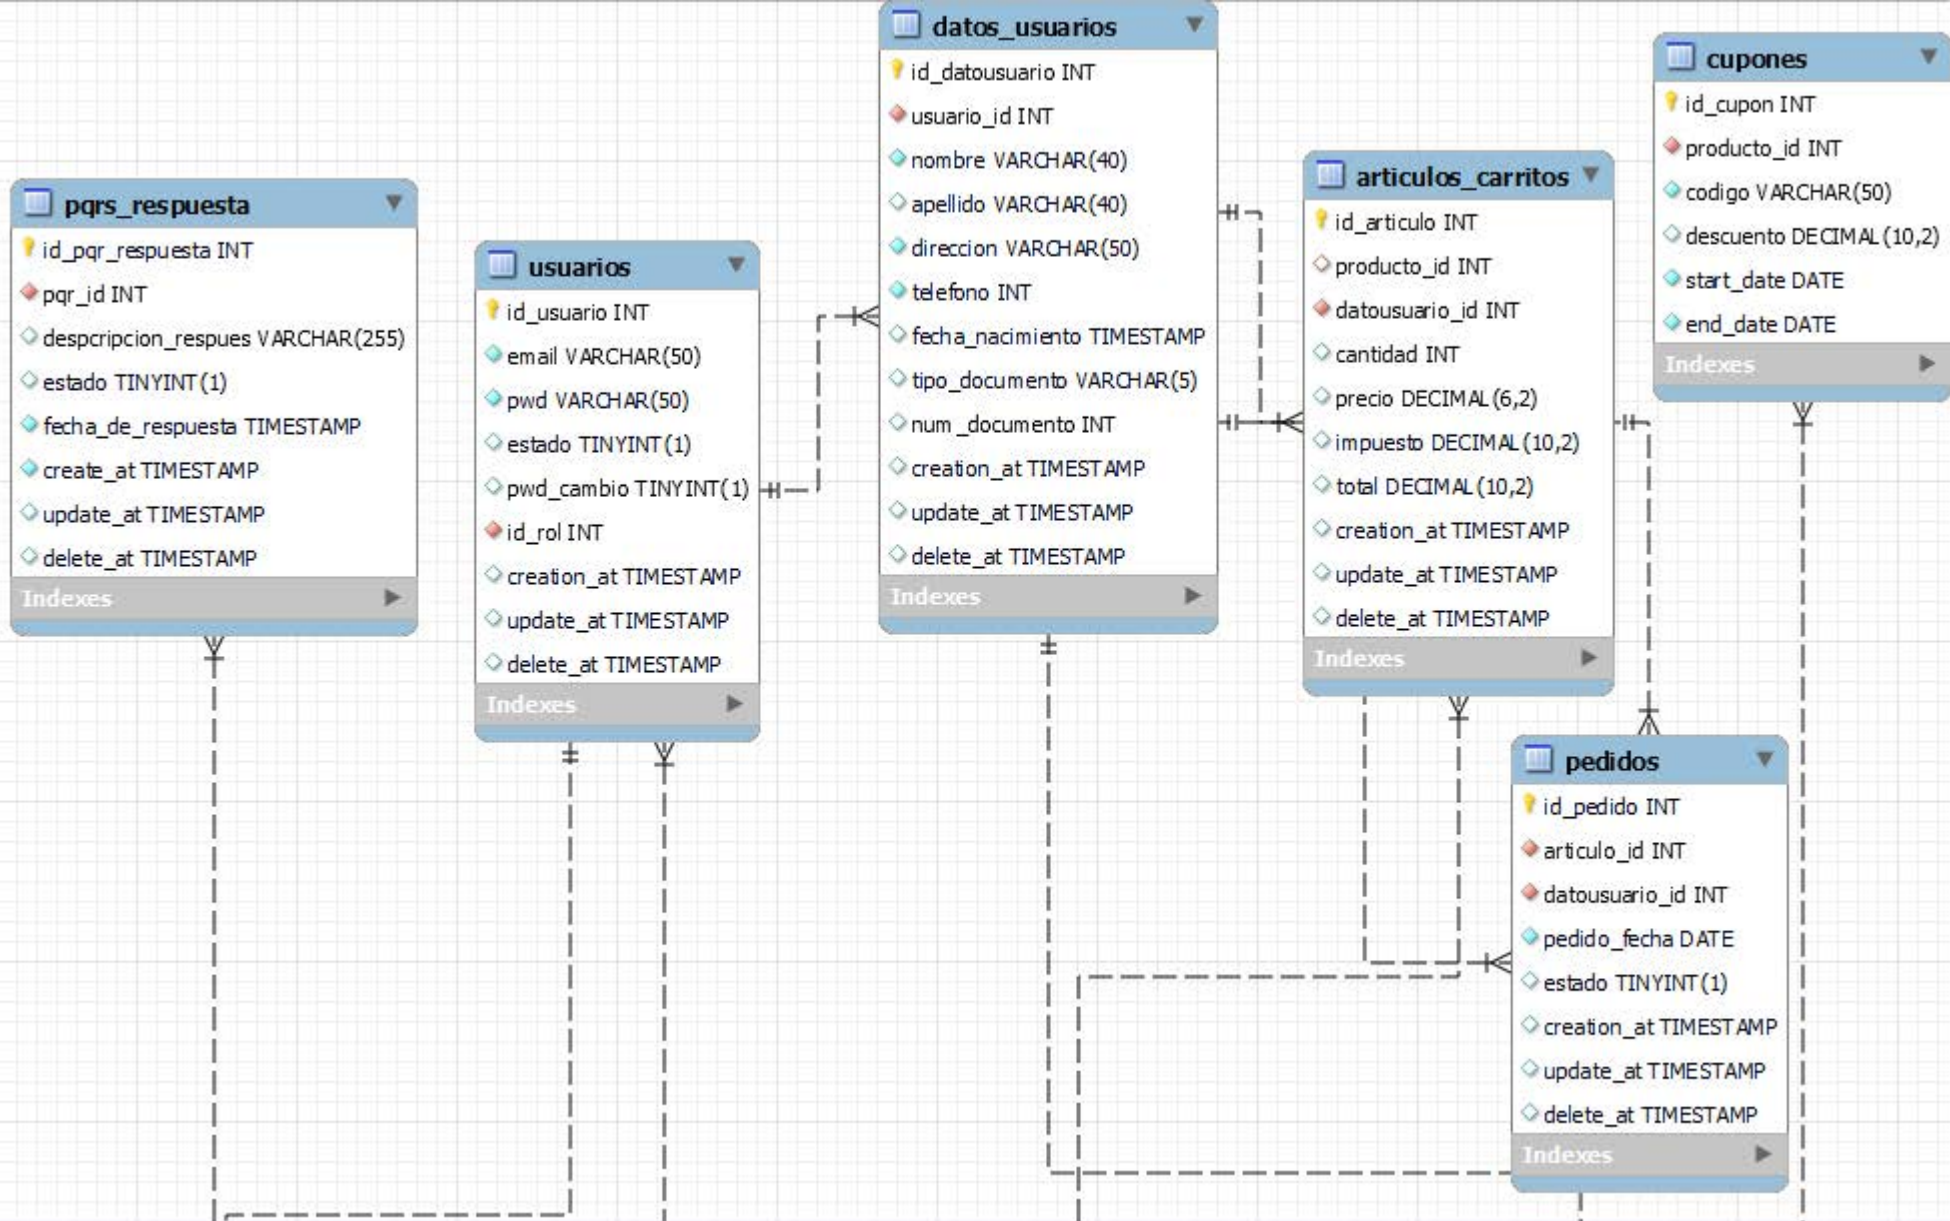 pqrs_respuesta
id_pqr_respuesta INT
pqr_id INT
despcripcion_respues VARCHAR(255)
estado TINYINT(1)
fecha_de_respuesta TIMESTAMP
create_at TIMESTAMP
update_at TIMESTAMP
delete_at TIMESTAMP
Indexes
usuarios
id_usuario INT
email VARCHAR(50)
pwd VARCHAR(50)
estado TINYINT(1)
pwd_cambio TINYINT(1)
id_rol INT
creation_at TIMESTAMP
update_at TIMESTAMP
delete_at TIMESTAMP
Indexes
datos_usuarios
id_datousuario INT
usuario_id INT
nombre VARCHAR(40)
apellido VARCHAR(40)
direccion VARCHAR(50)
telefono INT
fecha_nacimiento TIMESTAMP
tipo_documento VARCHAR(5)
num_documento INT
creation_at TIMESTAMP
update_at TIMESTAMP
delete_at TIMESTAMP
Indexes
articulos_carritos
id_articulo INT
producto_id INT
datousuario_id INT
cantidad INT
precio DECIMAL(6,2)
impuesto DECIMAL(10,2)
total DECIMAL(10,2)
creation_at TIMESTAMP
update_at TIMESTAMP
delete_at TIMESTAMP
Indexes
cupones
id_cupon INT
producto_id INT
codigo VARCHAR(50)
descuento DECIMAL(10,2)
start_date DATE
end_date DATE
Indexes
pedidos
id_pedido INT
articulo_id INT
datousuario_id INT
pedido_fecha DATE
estado TINYINT(1)
creation_at TIMESTAMP
update_at TIMESTAMP
delete_at TIMESTAMP
Indexes